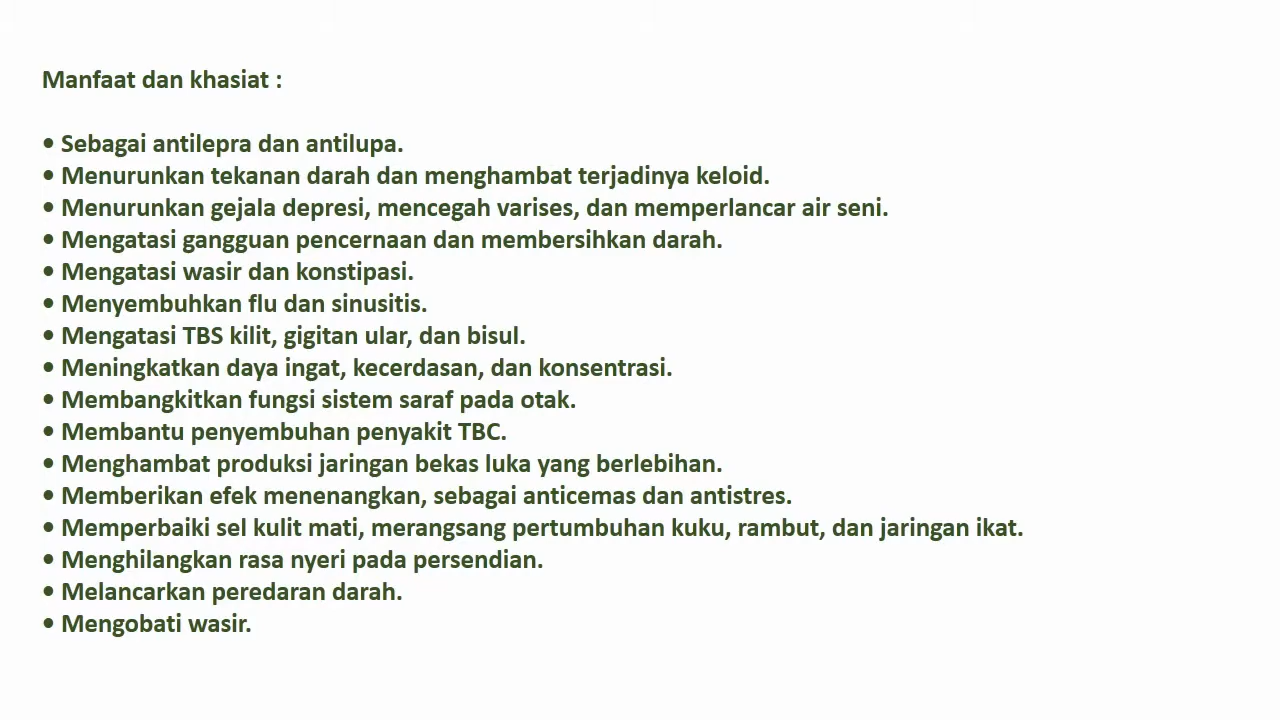 Manfaat dan khasiat :
• Sebagai antilepra dan antilupa.
• Menurunkan tekanan darah dan menghambat terjadinya keloid.
• Menurunkan gejala depresi, mencegah varises, dan memperlancar air seni.
• Mengatasi gangguan pencernaan dan membersihkan darah.
• Mengatasi wasir dan konstipasi.
• Menyembuhkan flu dan sinusitis.
• Mengatasi TBS kilit, gigitan ular, dan bisul.
• Meningkatkan daya ingat, kecerdasan, dan konsentrasi.
• Membangkitkan fungsi sistem saraf pada otak.
• Membantu penyembuhan penyakit TBC.
• Menghambat produksi jaringan bekas luka yang berlebihan.
• Memberikan efek menenangkan, sebagai anticemas dan antistres.
• Memperbaiki sel kulit mati, merangsang pertumbuhan kuku, rambut, dan jaringan ikat.
• Menghilangkan rasa nyeri pada persendian.
• Melancarkan peredaran darah.
• Mengobati wasir.